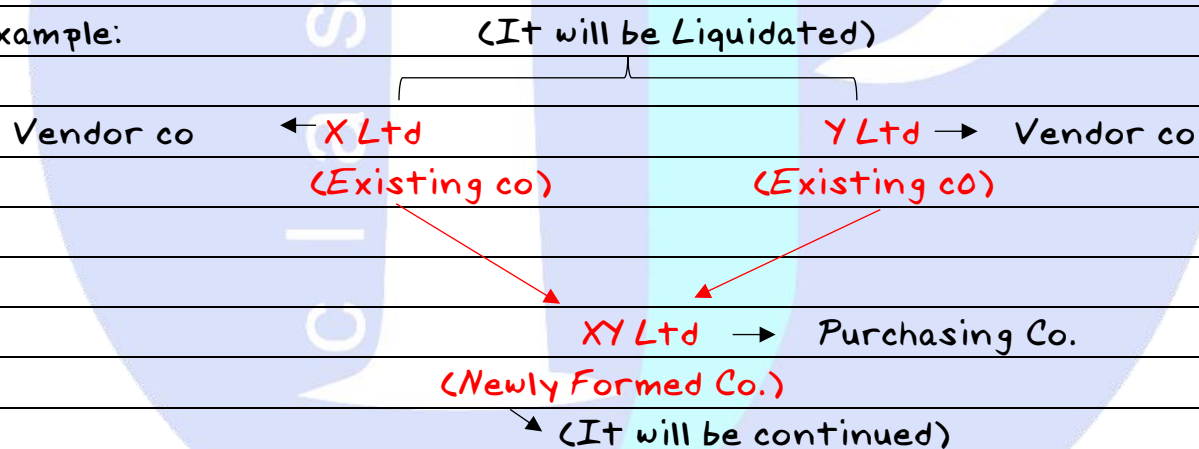 xample: (It will be Liquidated)
Vendor co X Ltd Y Ltd Vendor co
(Existing co) (Existing cO)
XY Ltd Purchasing Co.
(Newly Formed Co.)
(It will be continued)
c l a s